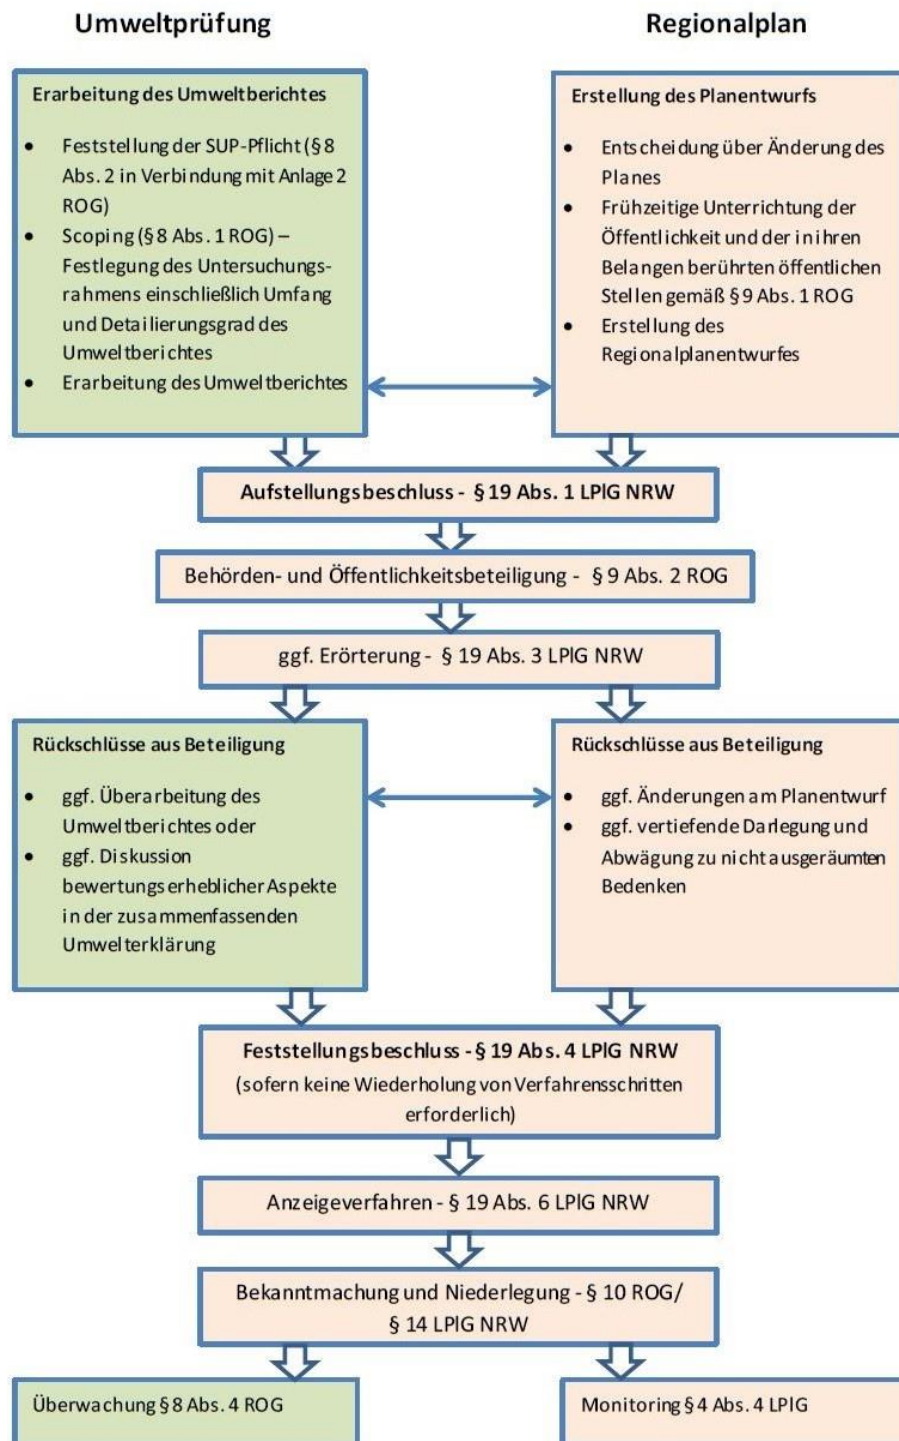 Umweltprüfung
Regionalplan
Erarbeitung des Umweltberichtes
• Feststellung der SUP-Pflicht (§ 8
Abs. 2 in Verbindung mit Anlage 2
ROG)
• Scoping (§ 8 Abs. 1 ROG) –
Festlegung des Untersuchungs-
rahmens einschließlich Umfang
und Detailierungsgrad des
Umweltberichtes
• Erarbeitung des Umweltberichtes
Erstellung des Planentwurfs
• Entscheidung über Änderung des
Planes
• Frühzeitige Unterrichtung der
Öffentlichkeit und der in ihren
Belangen berührten öffentlichen
Stellen gemäß § 9 Abs. 1 ROG
• Erstellung des
Regionalplanentwurfes
Aufstellungsbeschluss - § 19 Abs. 1 LPlG NRW
Behörden- und Öffentlichkeitsbeteiligung - § 9 Abs. 2 ROG
ggf. Erörterung - § 19 Abs. 3 LPlG NRW
Rückschlüsse aus Beteiligung
• ggf. Überarbeitung des
Umweltberichtes oder
• ggf. Diskussion
bewertungserheblicher Aspekte
in der zusammenfassenden
Umwelterklärung
Rückschlüsse aus Beteiligung
• ggf. Änderungen am Planentwurf
• ggf. vertiefende Darlegung und
Abwägung zu nicht ausgeräumten
Bedenken
Feststellungsbeschluss - § 19 Abs. 4 LPlG NRW
(sofern keine Wiederholung von Verfahrensschritten
erforderlich)
Anzeigeverfahren - § 19 Abs. 6 LPlG NRW
Bekanntmachung und Niederlegung - § 10 ROG/
§ 14 LPlG NRW
Überwachung § 8 Abs. 4 ROG
Monitoring § 4 Abs. 4 LPlG